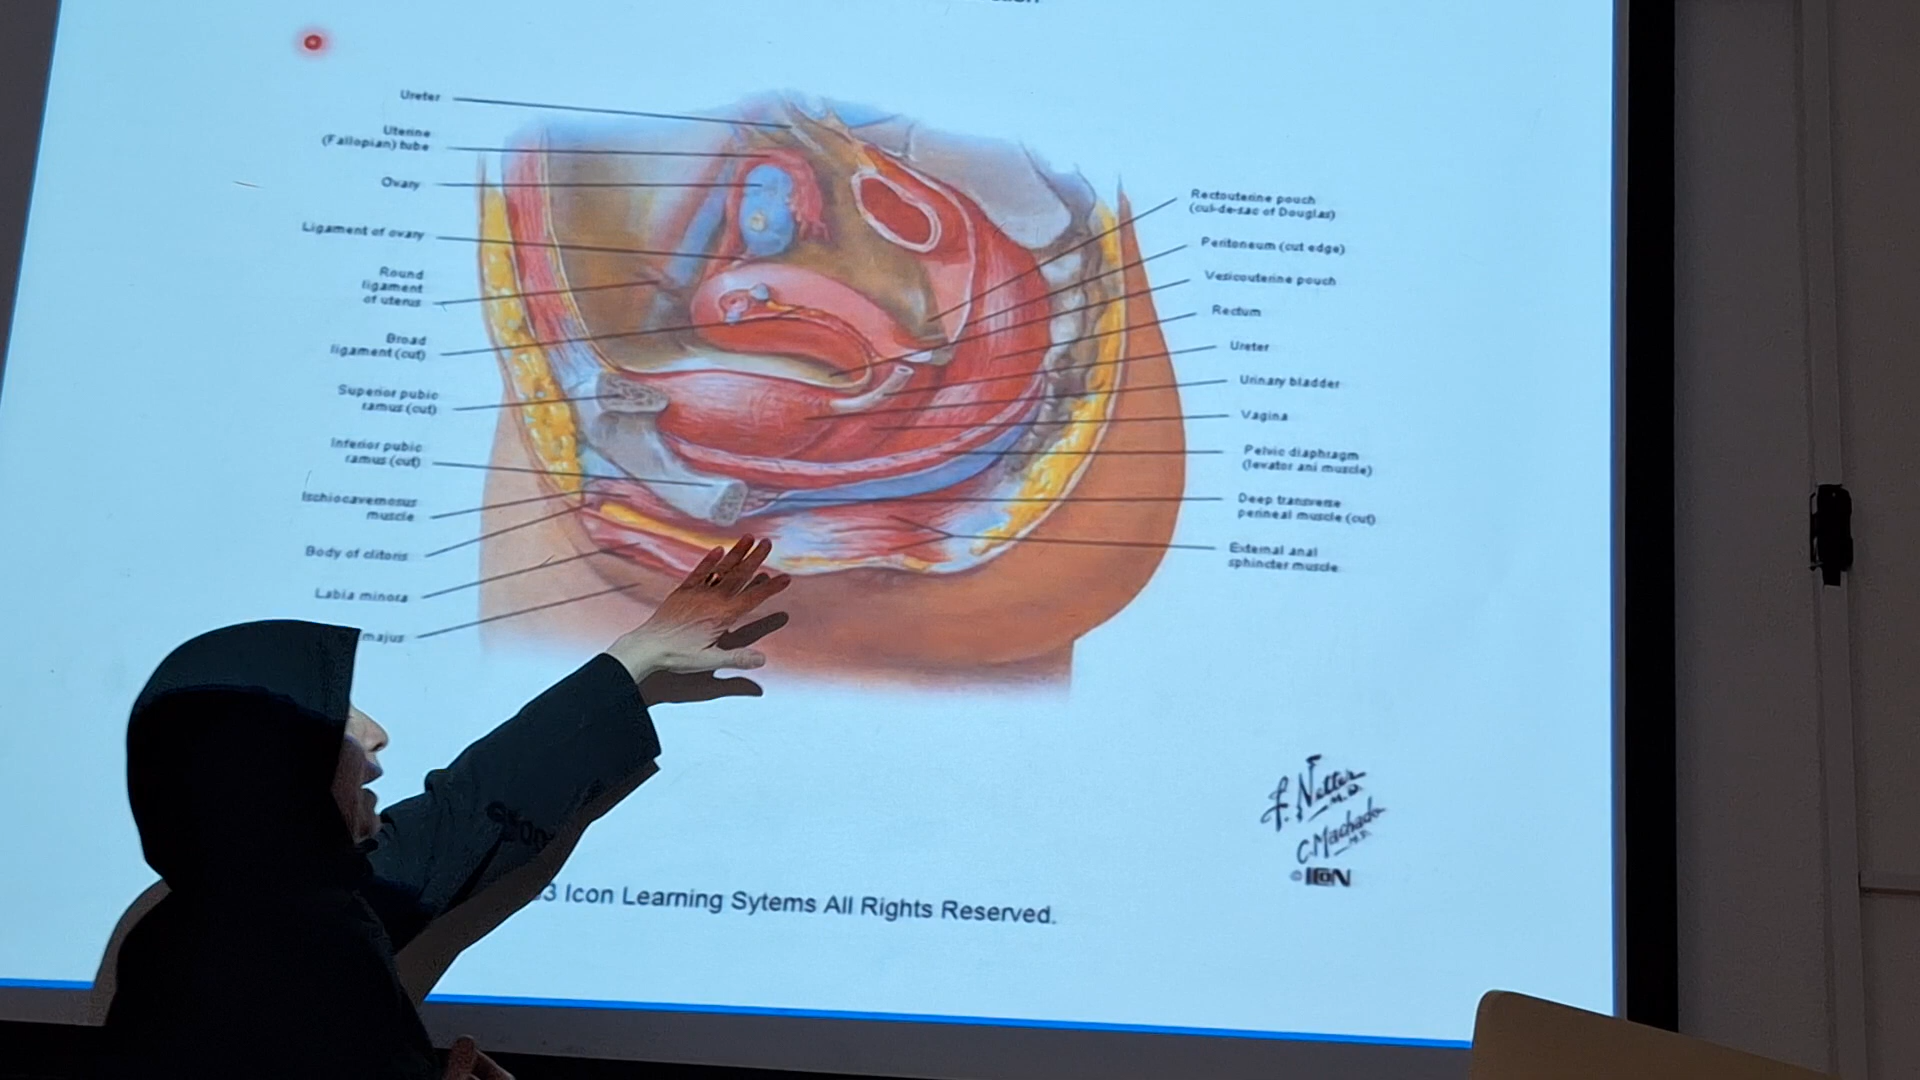 Ureter
Uterine
(Fallopian) tube
Ovary
Ligament of ovary
Round
ligament
of uterus
Broad
ligament (cut)
Superior pubic
ramus (cut)
Inferior pubic
ramus (cut)
Ischiocavernosus
muscle
Body of clitoris
Labia minora
majus
Rectouterine pouch
(cul-de-sac of Douglas)
Peritoneum (cut edge)
Vesicouterine pouch
Rectum
Ureter
Urinary bladder
Vagina
Pelvic diaphragm
(levator ani muscle)
Deep transverse
perineal muscle (cut)
External anal
sphincter muscle
F. Netter
M.D.
C. Machado
M.D.
© ICON
3 Icon Learning Sytems All Rights Reserved.